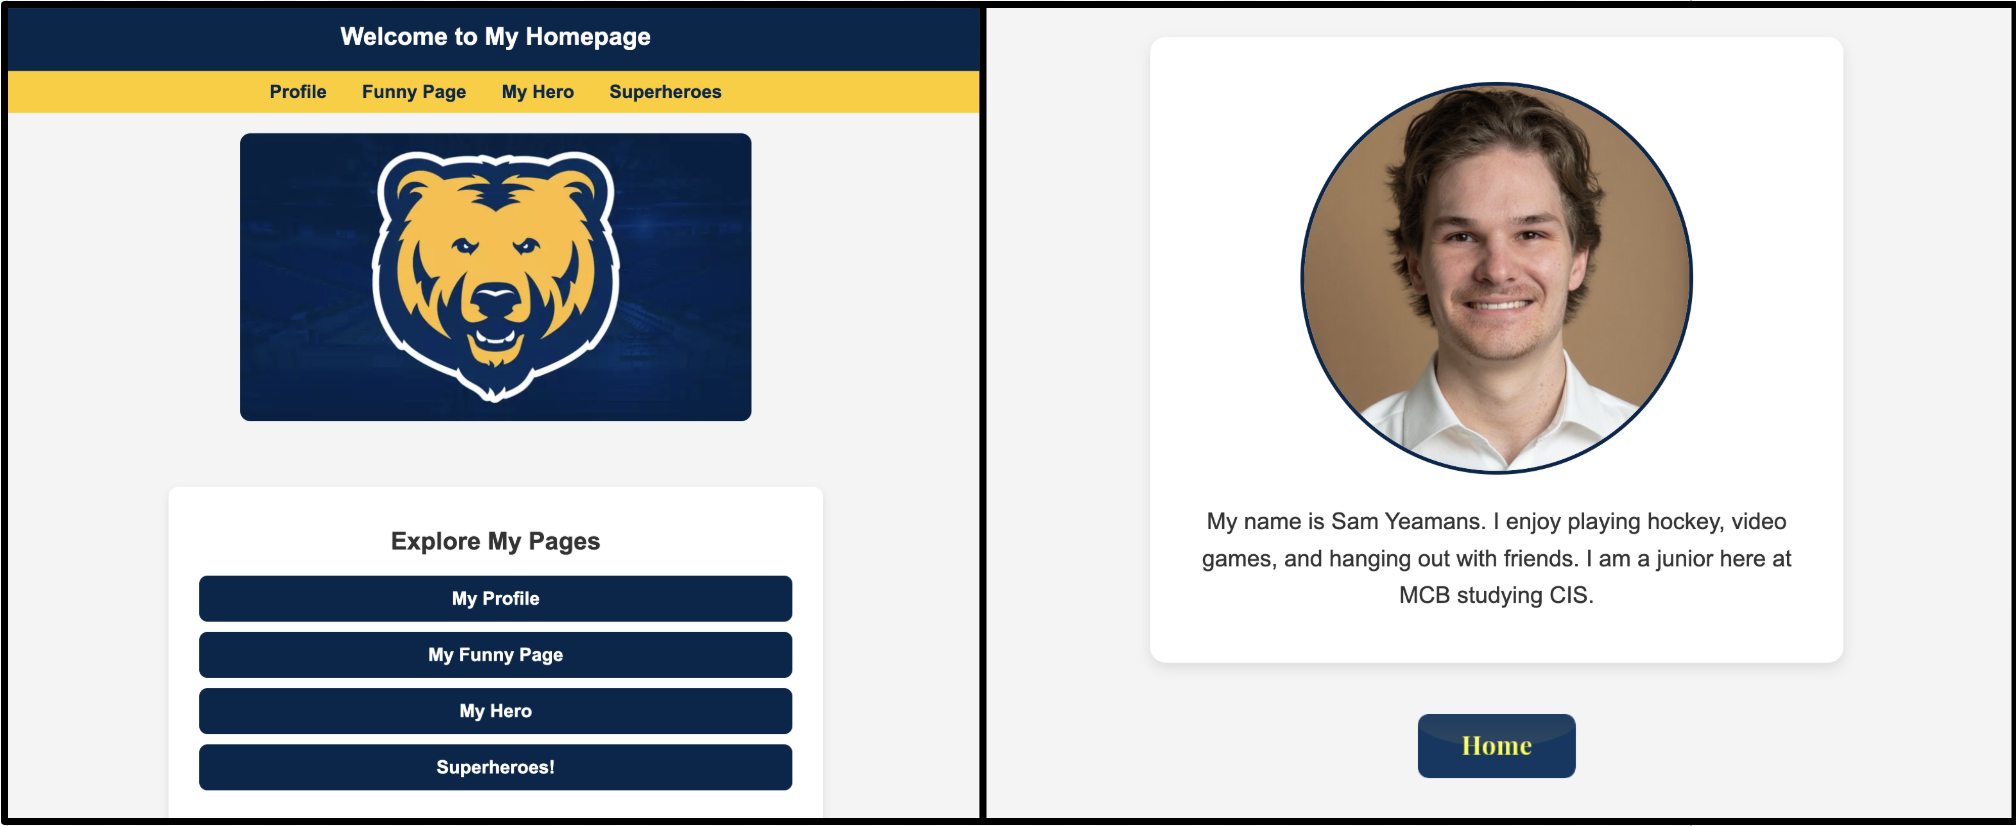 Welcome to My Homepage
Profile Funny Page My Hero Superheroes
Explore My Pages
My Profile
My Funny Page
My Hero
Superheroes!
My name is Sam Yeamans. I enjoy playing hockey, video
games, and hanging out with friends. I am a junior here at
MCB studying CIS.
Home